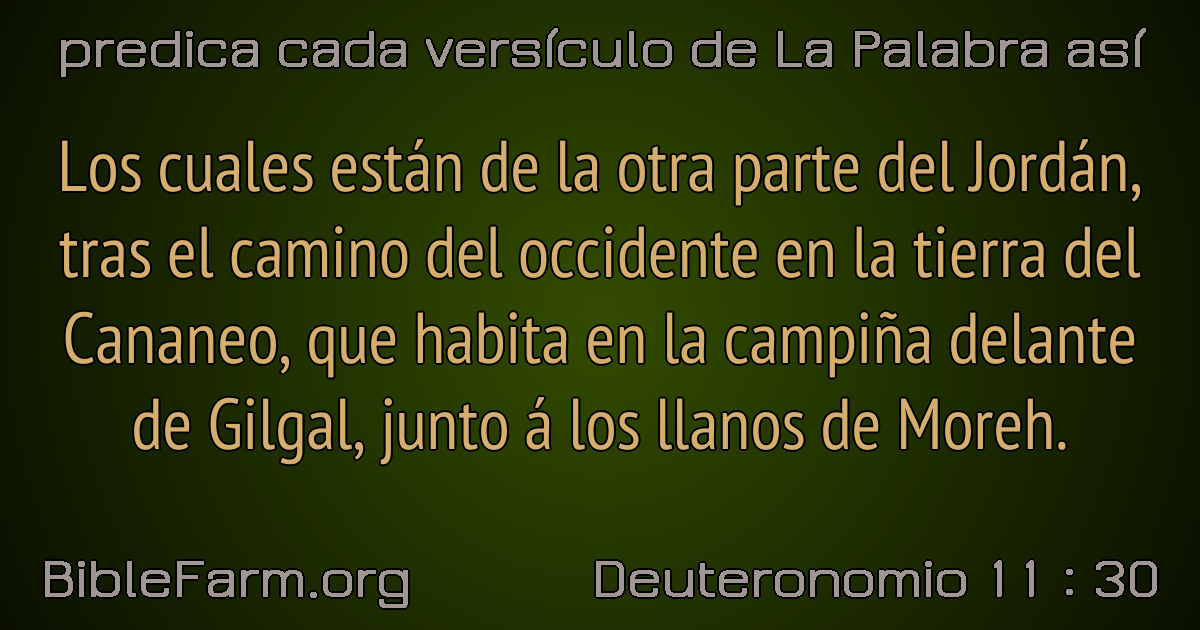 predica cada versículo de La Palabra así
Los cuales están de la otra parte del Jordán,
tras el camino del occidente en la tierra del
Cananeo, que habita en la campiña delante
de Gilgal, junto á los llanos de Moreh.
BibleFarm.org
Deuteronomio 11 : 30